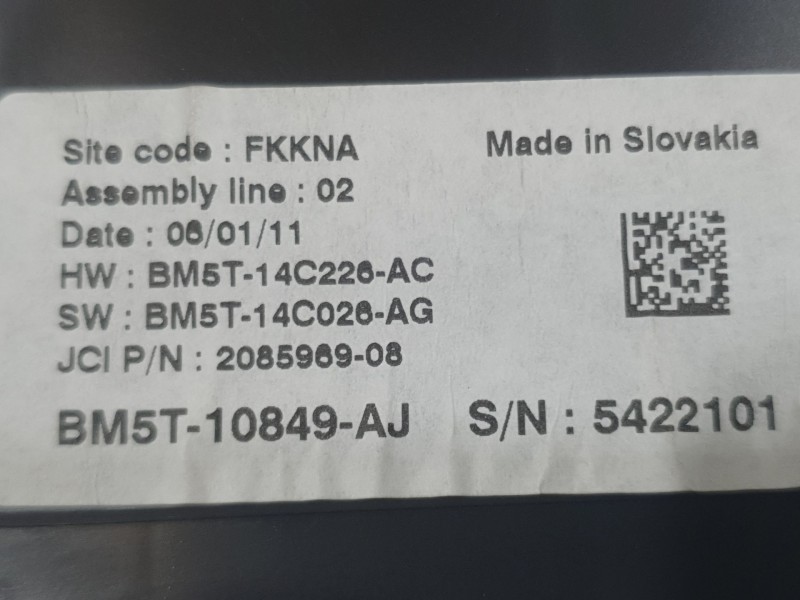 Site code : FKKNA
Made in Slovakia
Assembly line : 02
Date : 06/01/11
HW : BM5T-14C226-AC
SW : BM5T-14C026-AG
JCI P/N : 2085969-08
BM5T-10849-AJ S/N : 5422101